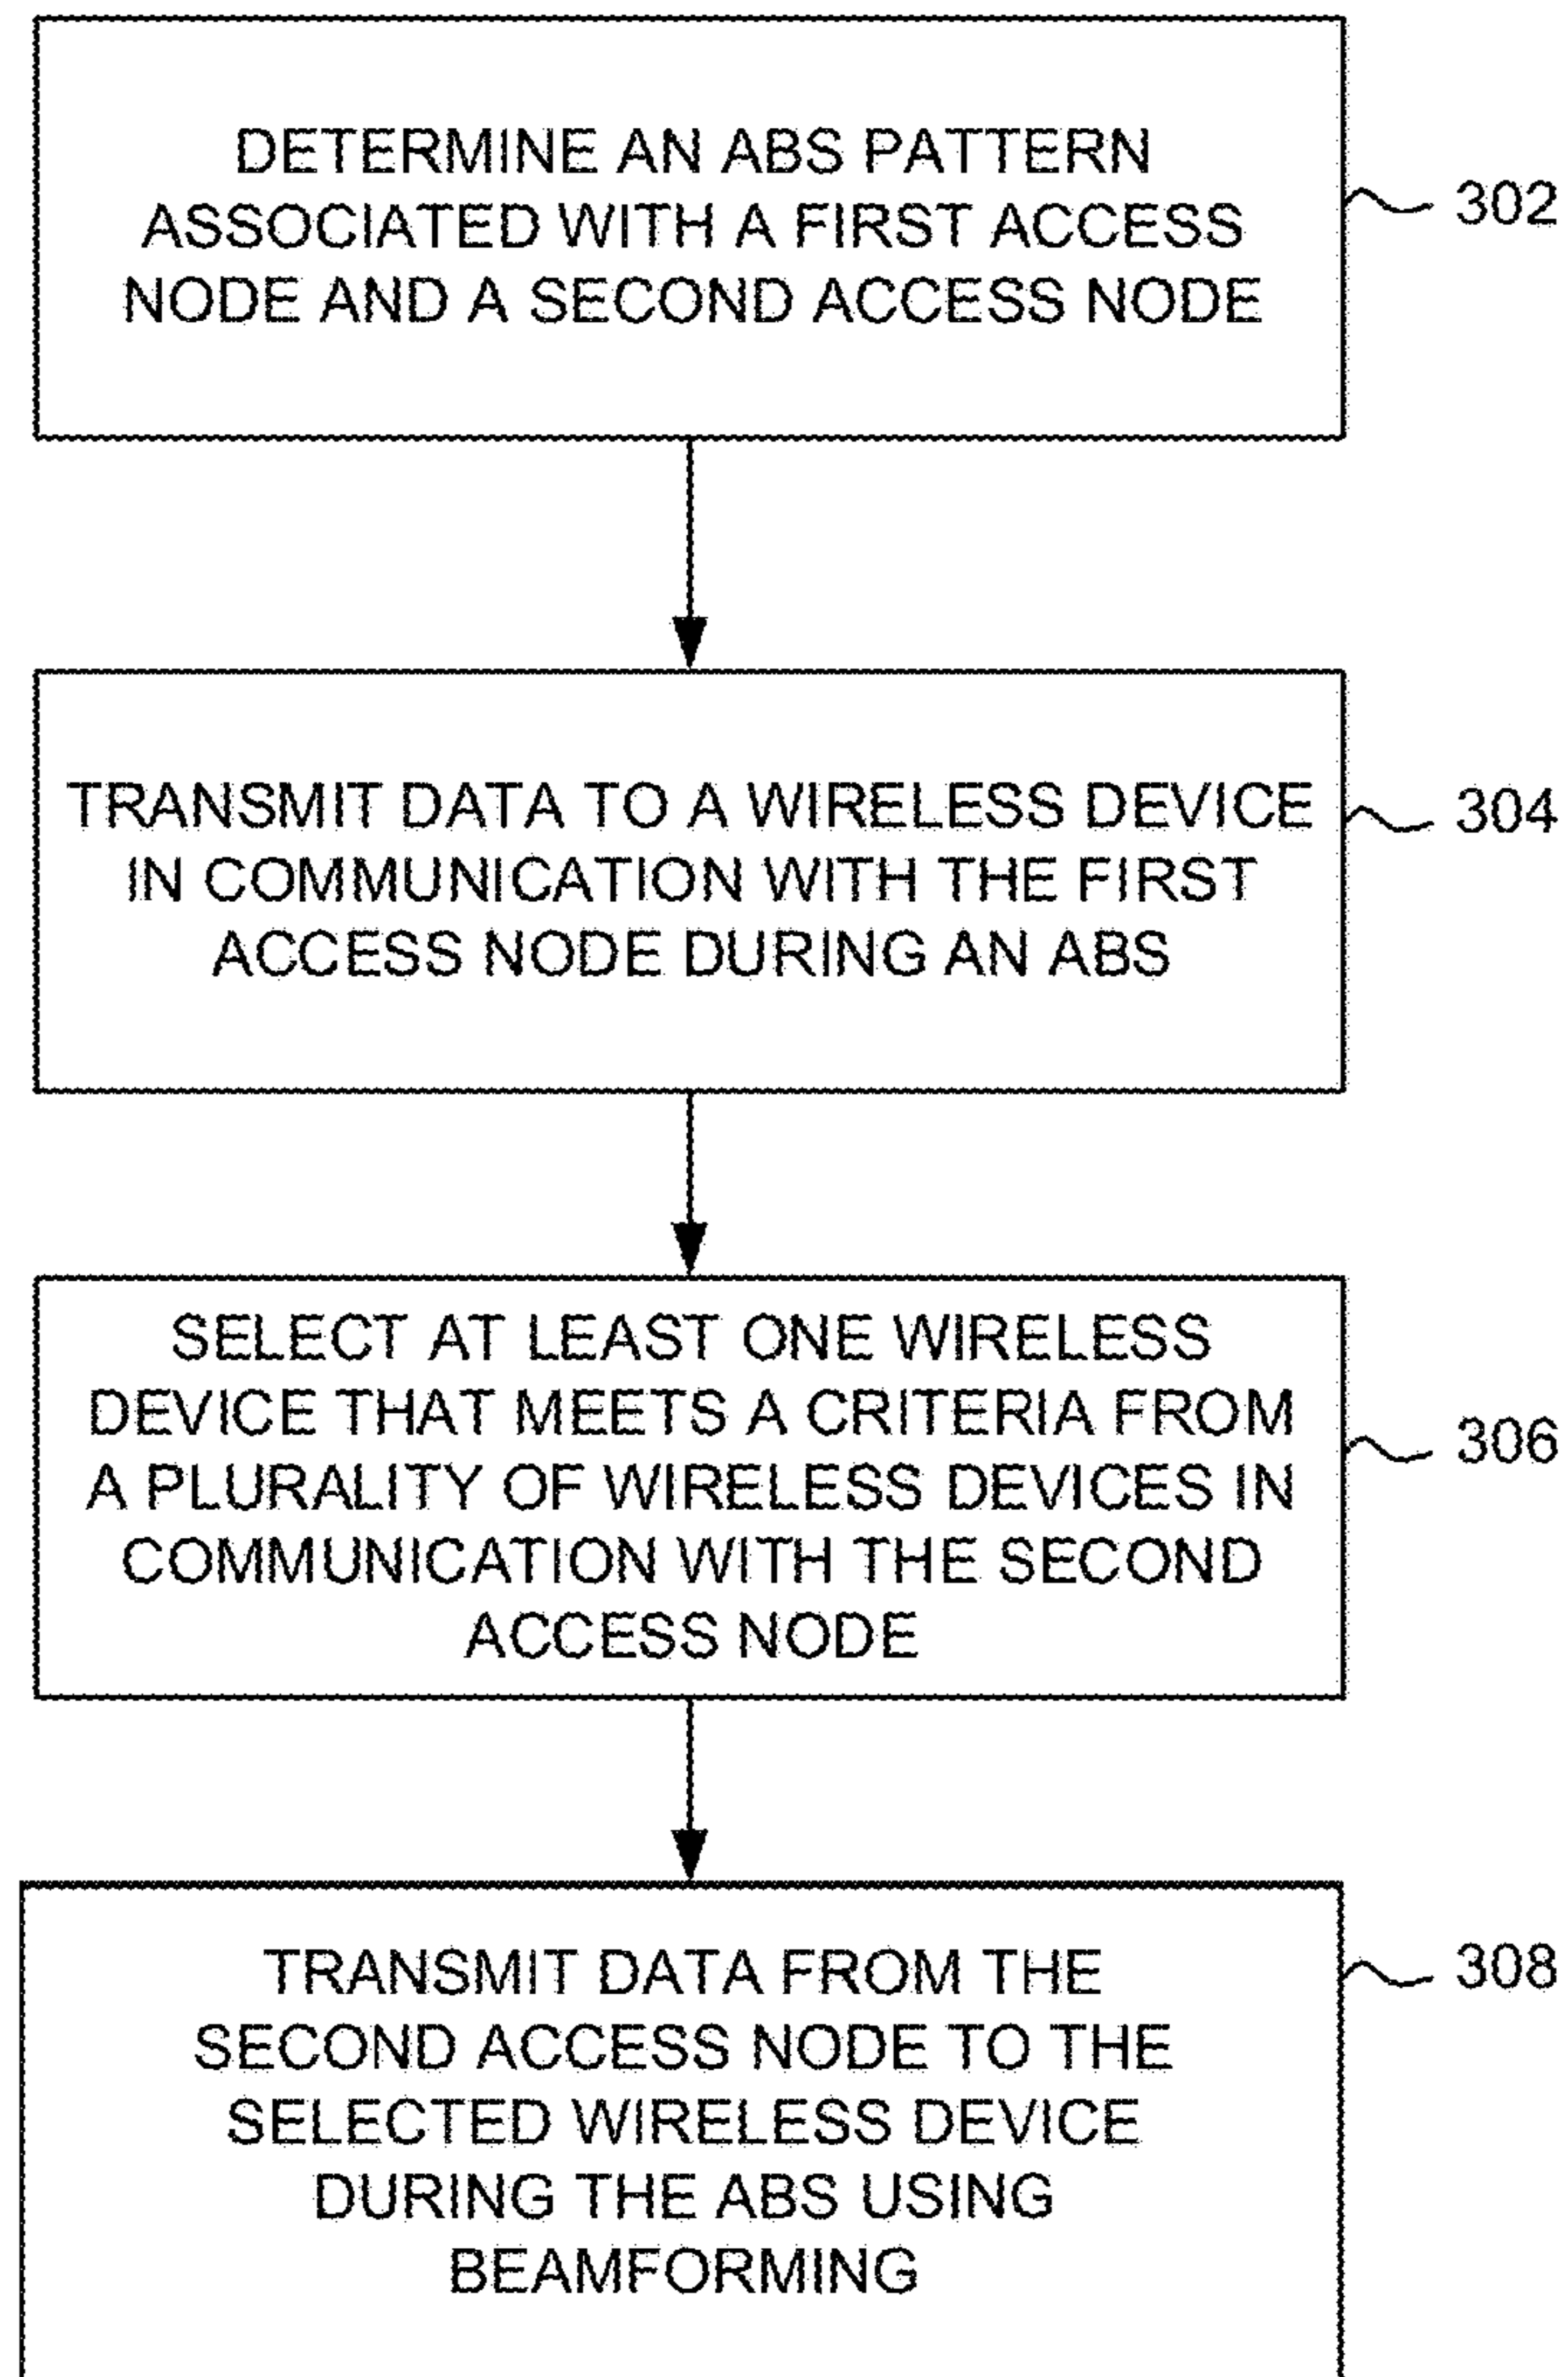 DETERMINE AN ABS PATTERN
ASSOCIATED WITH A FIRST ACCESS
NODE AND A SECOND ACCESS NODE
302
TRANSMIT DATA TO A WIRELESS DEVICE
IN COMMUNICATION WITH THE FIRST
ACCESS NODE DURING AN ABS
304
SELECT AT LEAST ONE WIRELESS
DEVICE THAT MEETS A CRITERIA FROM
A PLURALITY OF WIRELESS DEVICES IN
COMMUNICATION WITH THE SECOND
ACCESS NODE
306
TRANSMIT DATA FROM THE
SECOND ACCESS NODE TO THE
SELECTED WIRELESS DEVICE
DURING THE ABS USING
BEAMFORMING
308